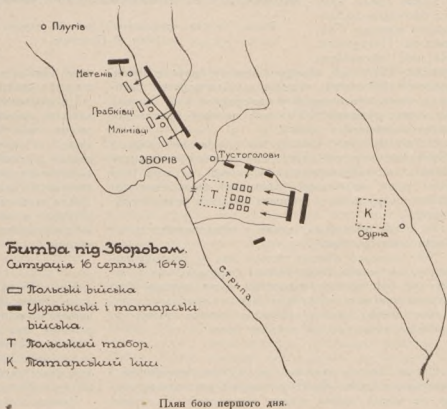 Плугів
Метенів
Грабківці
Млинівці
ЗБОРІВ
Тустоголови
Т
К
Озірна
СТРИПА
Битва під Зборовом.
Ситуація 16 серпня 1649.
Польські війська
Українські і татарські
війська.
Т Польський табор.
К Татарський киш.
Плян бою першого дня.